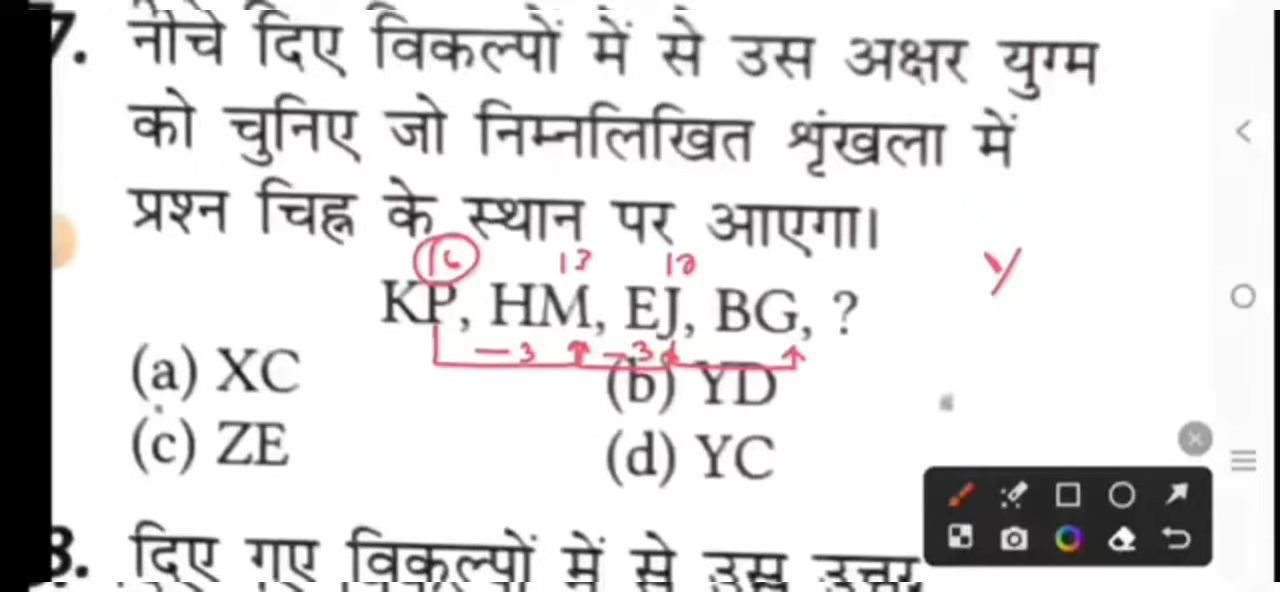 7. नीचे दिए विकल्पों में से उस अक्षर युग्म
को चुनिए जो निम्नलिखित शृंखला में
प्रश्न चिह्न के स्थान पर आएगा।
16 13 10
KP, HM, EJ, BG, ?
Y
-3 -3
(a) XC (b) YD
(c) ZE (d) YC
8. दिए गए विकल्पों में से उस उत्तर